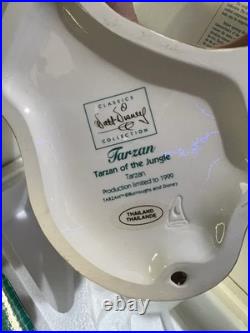 CLASSICS
Walt Disney
COLLECTION
Tarzan
Tarzan of the Jungle
Tarzan
Production limited to 1999
TARZAN™ ©Burroughs and Disney
THAILAND
THAILANDE